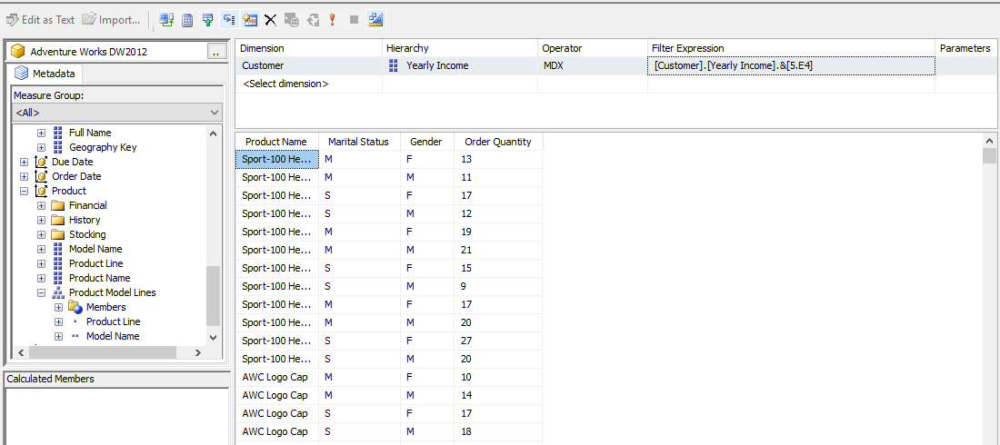 Edit as Text Import...
Adventure Works DW2012 ..
Metadata
Measure Group:
<All>
Full Name
Geography Key
Due Date
Order Date
Product
Financial
History
Stocking
Model Name
Product Line
Product Name
Product Model Lines
Members
Product Line
Model Name
Calculated Members
Dimension Hierarchy Operator Filter Expression Parameters
Customer Yearly Income MDX [Customer].[Yearly Income].&[5.E4]
<Select dimension>
Product Name Marital Status Gender Order Quantity
Sport-100 He... M F 13
Sport-100 He... M M 11
Sport-100 He... S F 17
Sport-100 He... S M 12
Sport-100 He... M F 19
Sport-100 He... M M 21
Sport-100 He... S F 15
Sport-100 He... S M 9
Sport-100 He... M F 17
Sport-100 He... M M 20
Sport-100 He... S F 27
Sport-100 He... S M 20
AWC Logo Cap M F 10
AWC Logo Cap M M 14
AWC Logo Cap S F 17
AWC Logo Cap S M 18